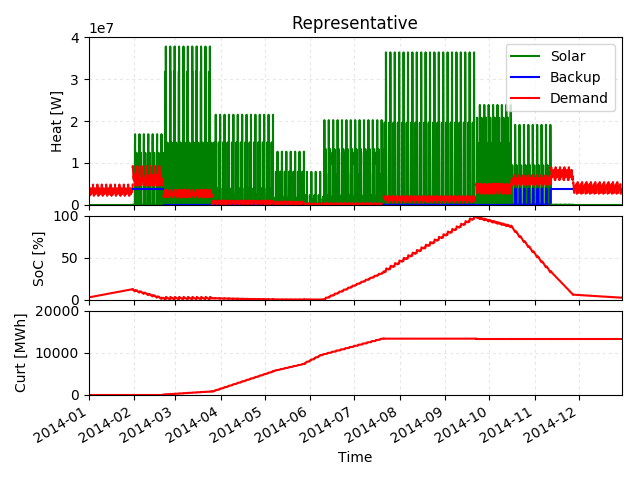 Representative
1e7
Heat [W]
4
3
2
1
0
Solar
Backup
Demand
SoC [%]
100
50
0
Curt [MWh]
20000
10000
0
2014-01
2014-02
2014-03
2014-04
2014-05
2014-06
2014-07
2014-08
2014-09
2014-10
2014-11
2014-12
Time